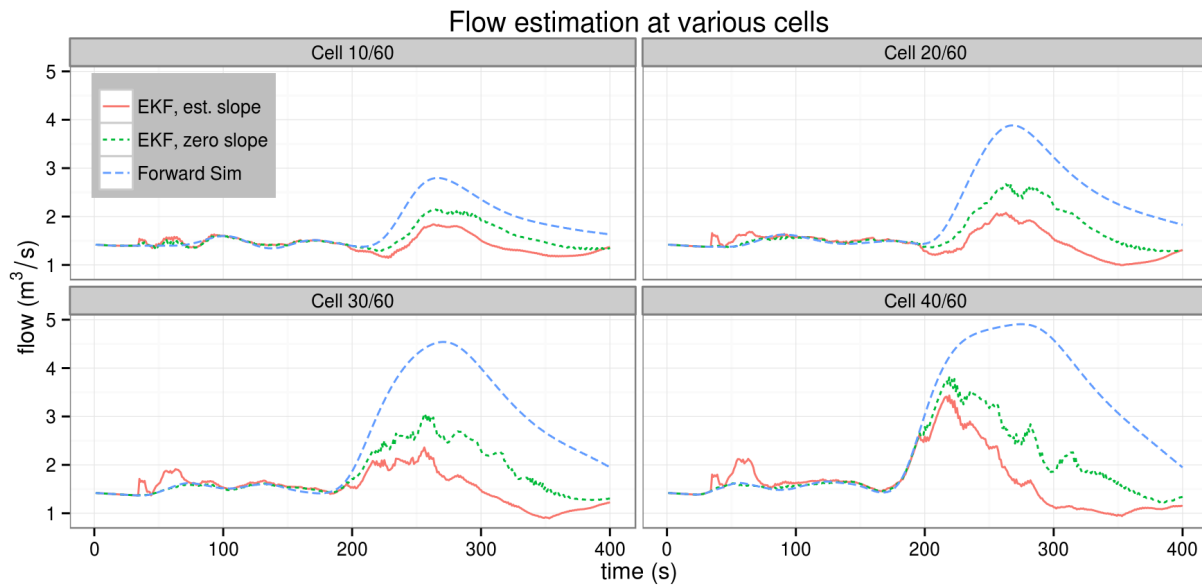 Flow estimation at various cells
Cell 10/60
Cell 20/60
5
4
3
2
1
EKF, est. slope
EKF, zero slope
Forward Sim
Cell 30/60
Cell 40/60
5
4
3
2
1
flow (m³/s)
0 100 200 300 400
0 100 200 300 400
time (s)